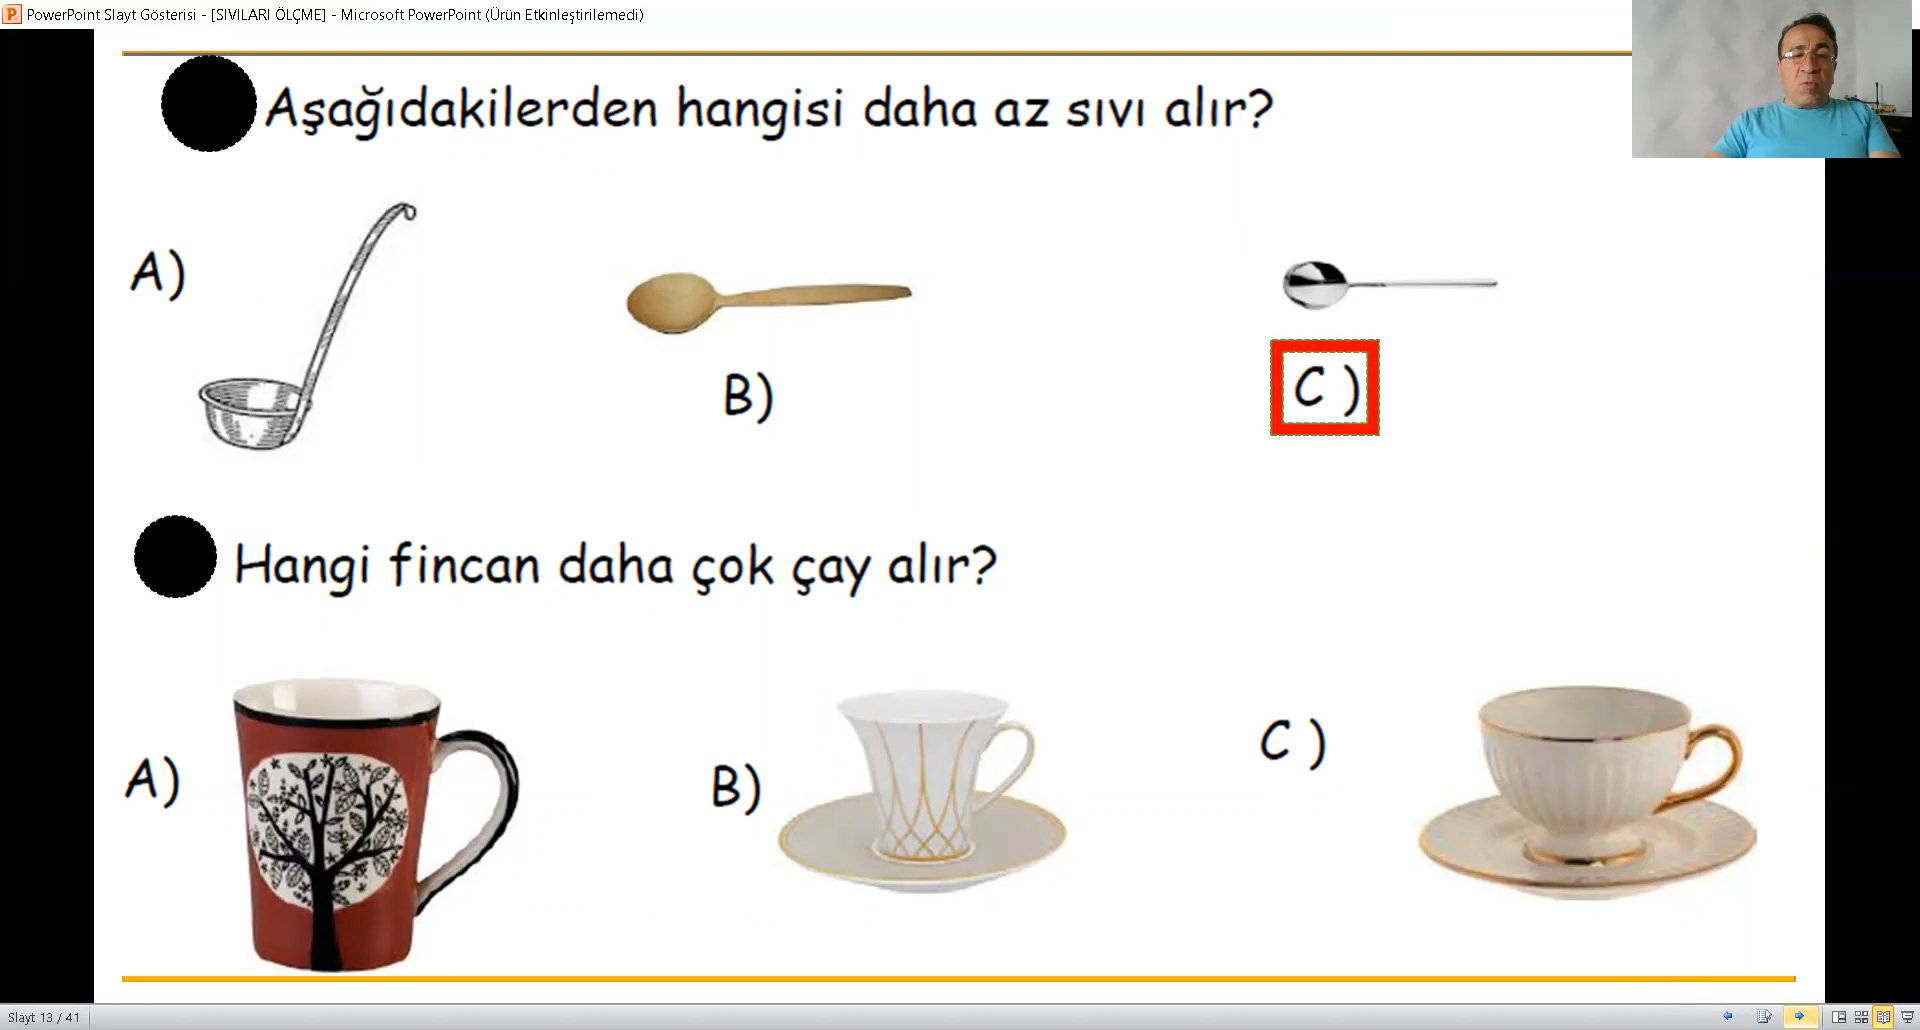 PowerPoint Slayt Gösterisi - [SIVILARI ÖLÇME] - Microsoft PowerPoint (Ürün Etkinleştirilemedi)
Aşağıdakilerden hangisi daha az sıvı alır?
A)
B)
C )
Hangi fincan daha çok çay alır?
A)
B)
C )
Slayt 13 / 41